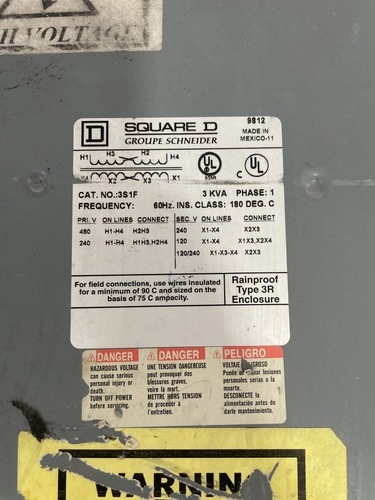 H VOLTAGE
9812
D SQUARE D
GROUPE SCHNEIDER
MADE IN
MEXICO-11
H1 H3 H2 H4
X4 X2 X3 X1
UL
C UL
CAT. NO.:3S1F 3 KVA PHASE: 1
FREQUENCY: 60Hz. INS. CLASS: 180 DEG. C
PRI. V ON LINES CONNECT SEC. V ON LINES CONNECT
480 H1-H4 H2H3 240 X1-X4 X2X3
240 H1-H4 H1H3,H2H4 120 X1-X4 X1X3,X2X4
120/240 X1-X3-X4 X2X3
For field connections, use wires insulated
for a minimum of 90 C and sized on the
basis of 75 C ampacity.
Rainproof
Type 3R
Enclosure
DANGER
HAZARDOUS VOLTAGE
can cause serious
personal injury or
death.
TURN OFF POWER
before servicing.
DANGER
UNE TENSION DANGEREUSE
peut provoquer des
blessures graves,
voire la mort.
METTRE HORS TENSION
de procéder à
l'entretien.
PELIGRO
VOLTAJE
Puede lesiones
personales serias o la
muerte.
DESCONECTE la
alimentación antes de
darle mantenimiento.
WARNING